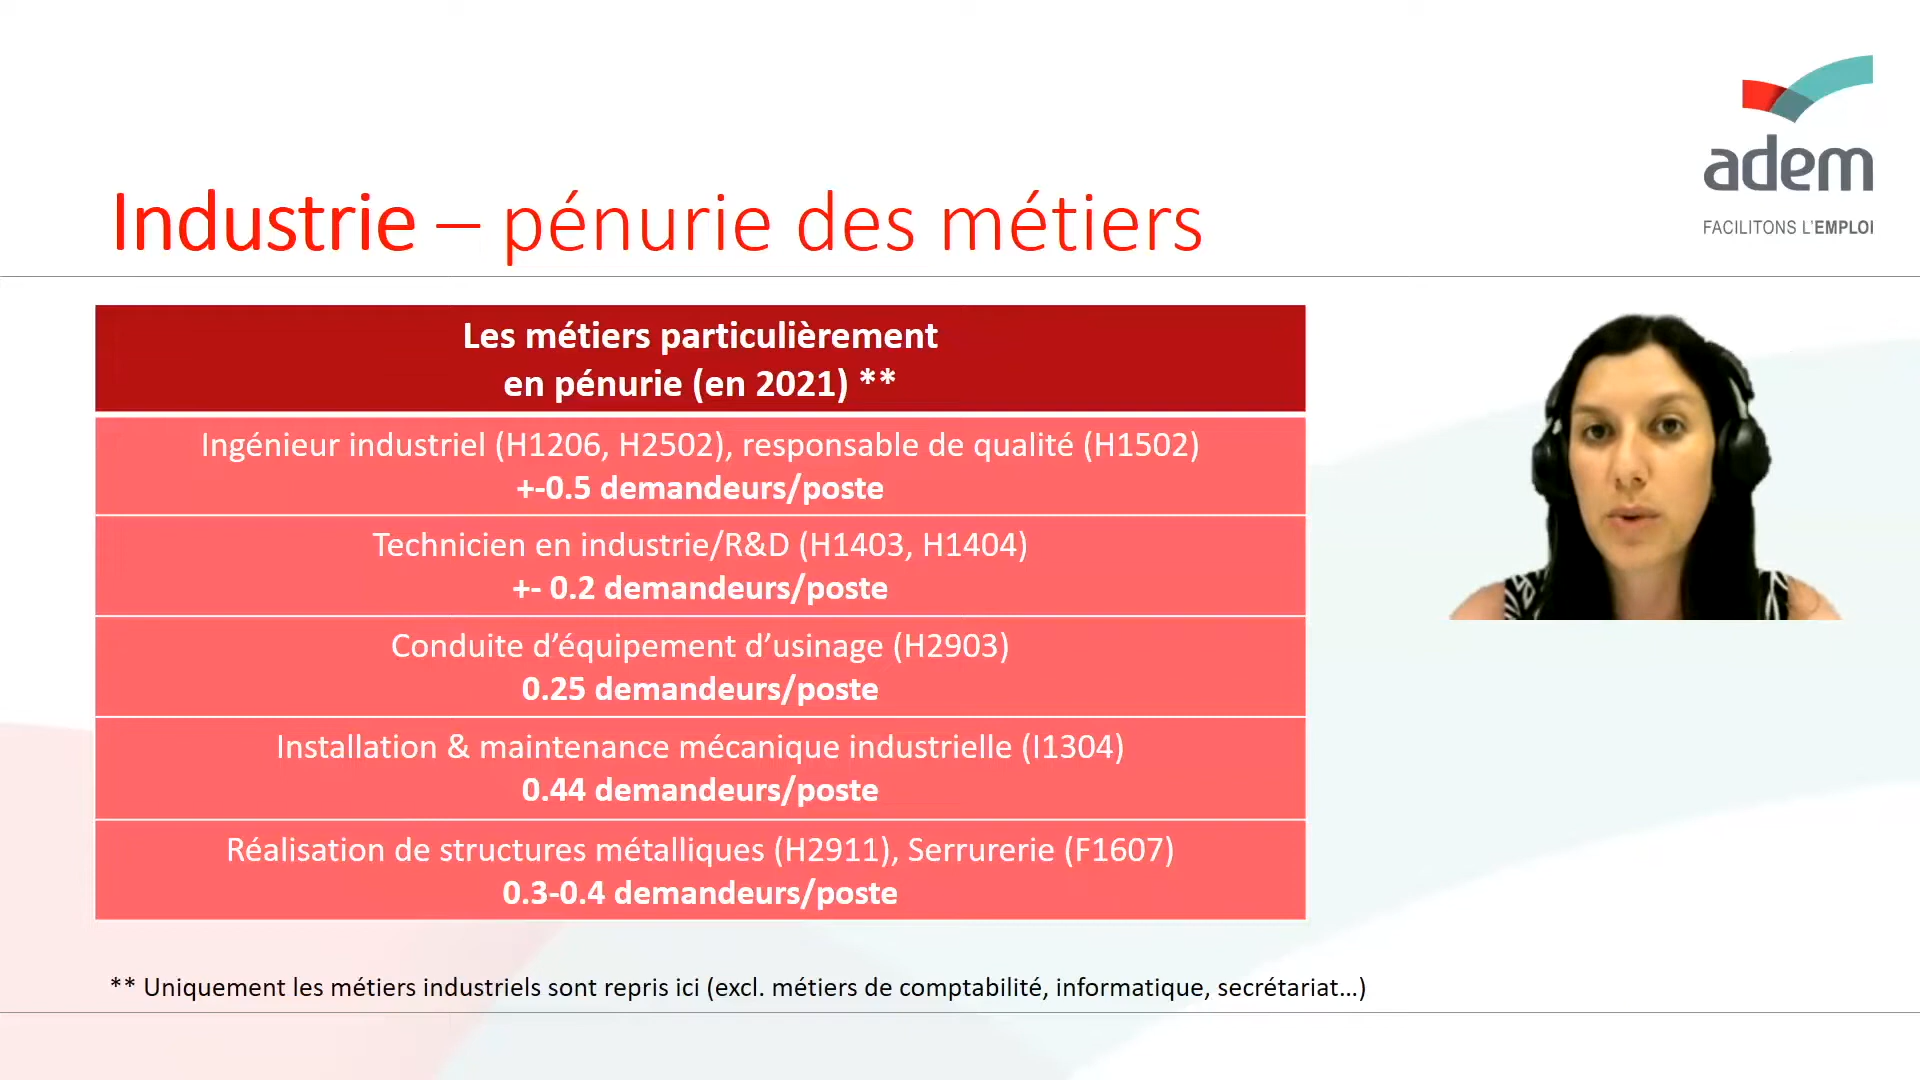 adem
FACILITONS L'EMPLOI
Industrie – pénurie des métiers
Les métiers particulièrement
en pénurie (en 2021) **
Ingénieur industriel (H1206, H2502), responsable de qualité (H1502)
+-0.5 demandeurs/poste
Technicien en industrie/R&D (H1403, H1404)
+- 0.2 demandeurs/poste
Conduite d’équipement d’usinage (H2903)
0.25 demandeurs/poste
Installation & maintenance mécanique industrielle (I1304)
0.44 demandeurs/poste
Réalisation de structures métalliques (H2911), Serrurerie (F1607)
0.3-0.4 demandeurs/poste
** Uniquement les métiers industriels sont repris ici (excl. métiers de comptabilité, informatique, secrétariat…)